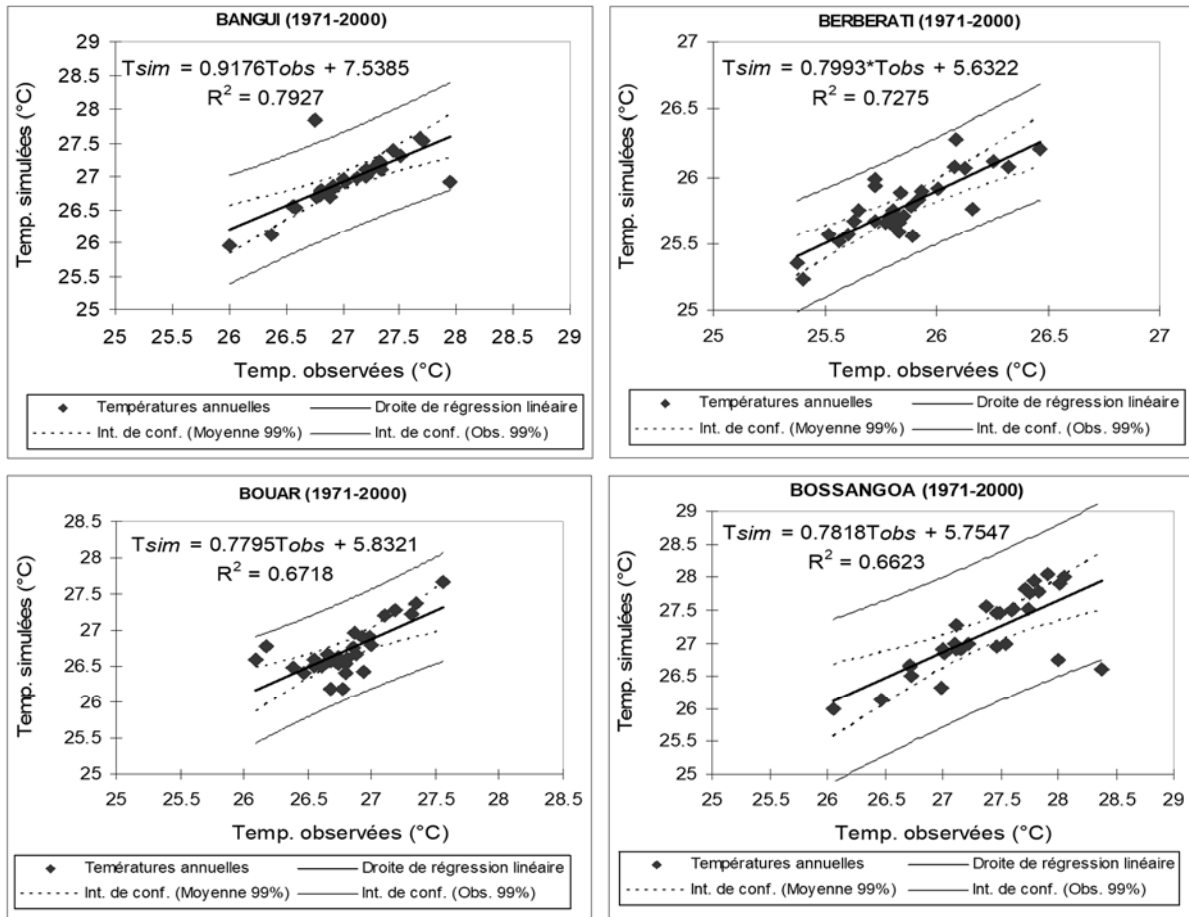 BANGUI (1971-2000)
Tsim = 0.9176Tobs + 7.5385
R² = 0.7927
Temp. simulées (°C)
29
28.5
28
27.5
27
26.5
26
25.5
25
25 25.5 26 26.5 27 27.5 28 28.5 29
Temp. observées (°C)
Températures annuelles
Droite de régression linéaire
Int. de conf. (Moyenne 99%)
Int. de conf. (Obs. 99%)
BERBERATI (1971-2000)
Tsim = 0.7993*Tobs + 5.6322
R² = 0.7275
Temp. simulées (°C)
27
26.5
26
25.5
25
25 25.5 26 26.5 27
Temp. observées (°C)
Températures annuelles
Droite de régression linéaire
Int. de conf. (Moyenne 99%)
Int. de conf. (Obs. 99%)
BOUAR (1971-2000)
Tsim = 0.7795Tobs + 5.8321
R² = 0.6718
Temp. simulées (°C)
28.5
28
27.5
27
26.5
26
25.5
25
25 25.5 26 26.5 27 27.5 28 28.5
Temp. observées (°C)
Temératures annuelles
Droite de régression linéaire
Int. de conf. (Moyenne 99%)
Int. de conf. (Obs. 99%)
BOSSANGOA (1971-2000)
Tsim = 0.7818Tobs + 5.7547
R² = 0.6623
Temp. simulées (°C)
29
28.5
28
27.5
27
26.5
26
25.5
25
25 25.5 26 26.5 27 27.5 28 28.5 29
Temp. observées (°C)
Températures annuelles
Droite de régression linéaire
Int. de conf. (Moyenne 99%)
Int. de conf. (Obs. 99%)